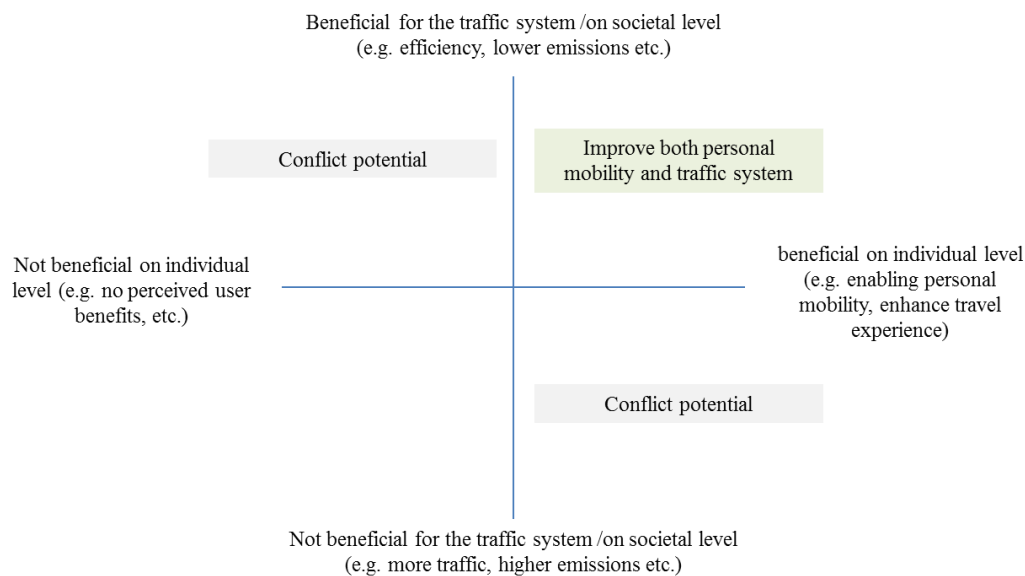 Beneficial for the traffic system /on societal level
(e.g. efficiency, lower emissions etc.)
Conflict potential
Improve both personal
mobility and traffic system
Not beneficial on individual
level (e.g. no perceived user
benefits, etc.)
beneficial on individual level
(e.g. enabling personal
mobility, enhance travel
experience)
Conflict potential
Not beneficial for the traffic system /on societal level
(e.g. more traffic, higher emissions etc.)